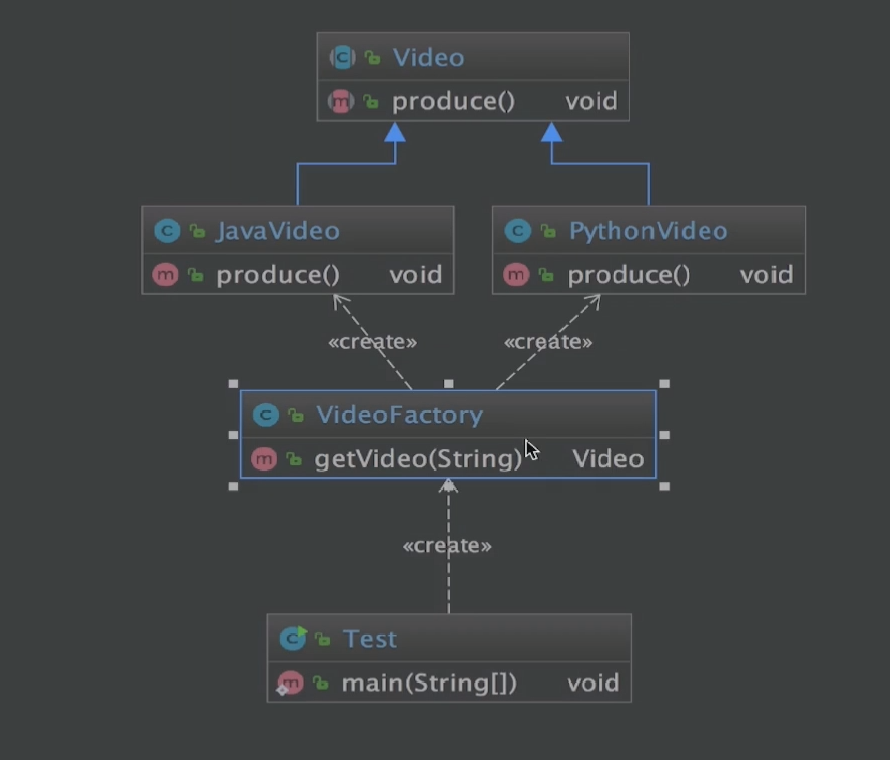 Video
produce() void
JavaVideo
produce() void
PythonVideo
produce() void
«create»
«create»
VideoFactory
getVideo(String) Video
«create»
Test
main(String[]) void